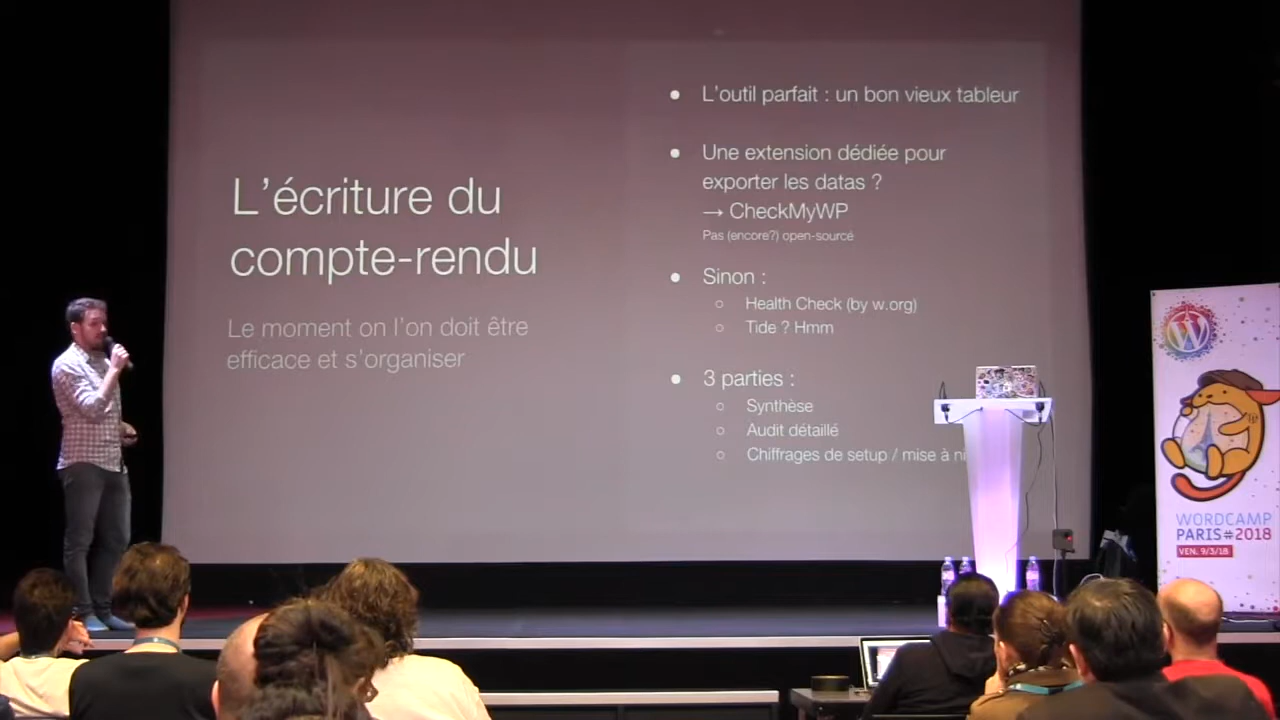 L'écriture du
compte-rendu
Le moment on l'on doit être
efficace et s'organiser
L'outil parfait : un bon vieux tableur
Une extension dédiée pour
exporter les datas ?
→ CheckMyWP
Pas (encore?) open-sourcé
Sinon :
Health Check (by w.org)
Tide ? Hmm
3 parties :
Synthèse
Audit détaillé
Chiffrages de setup / mise à
W
WORDCAMP
PARIS#2018
VEN. 9/3/18